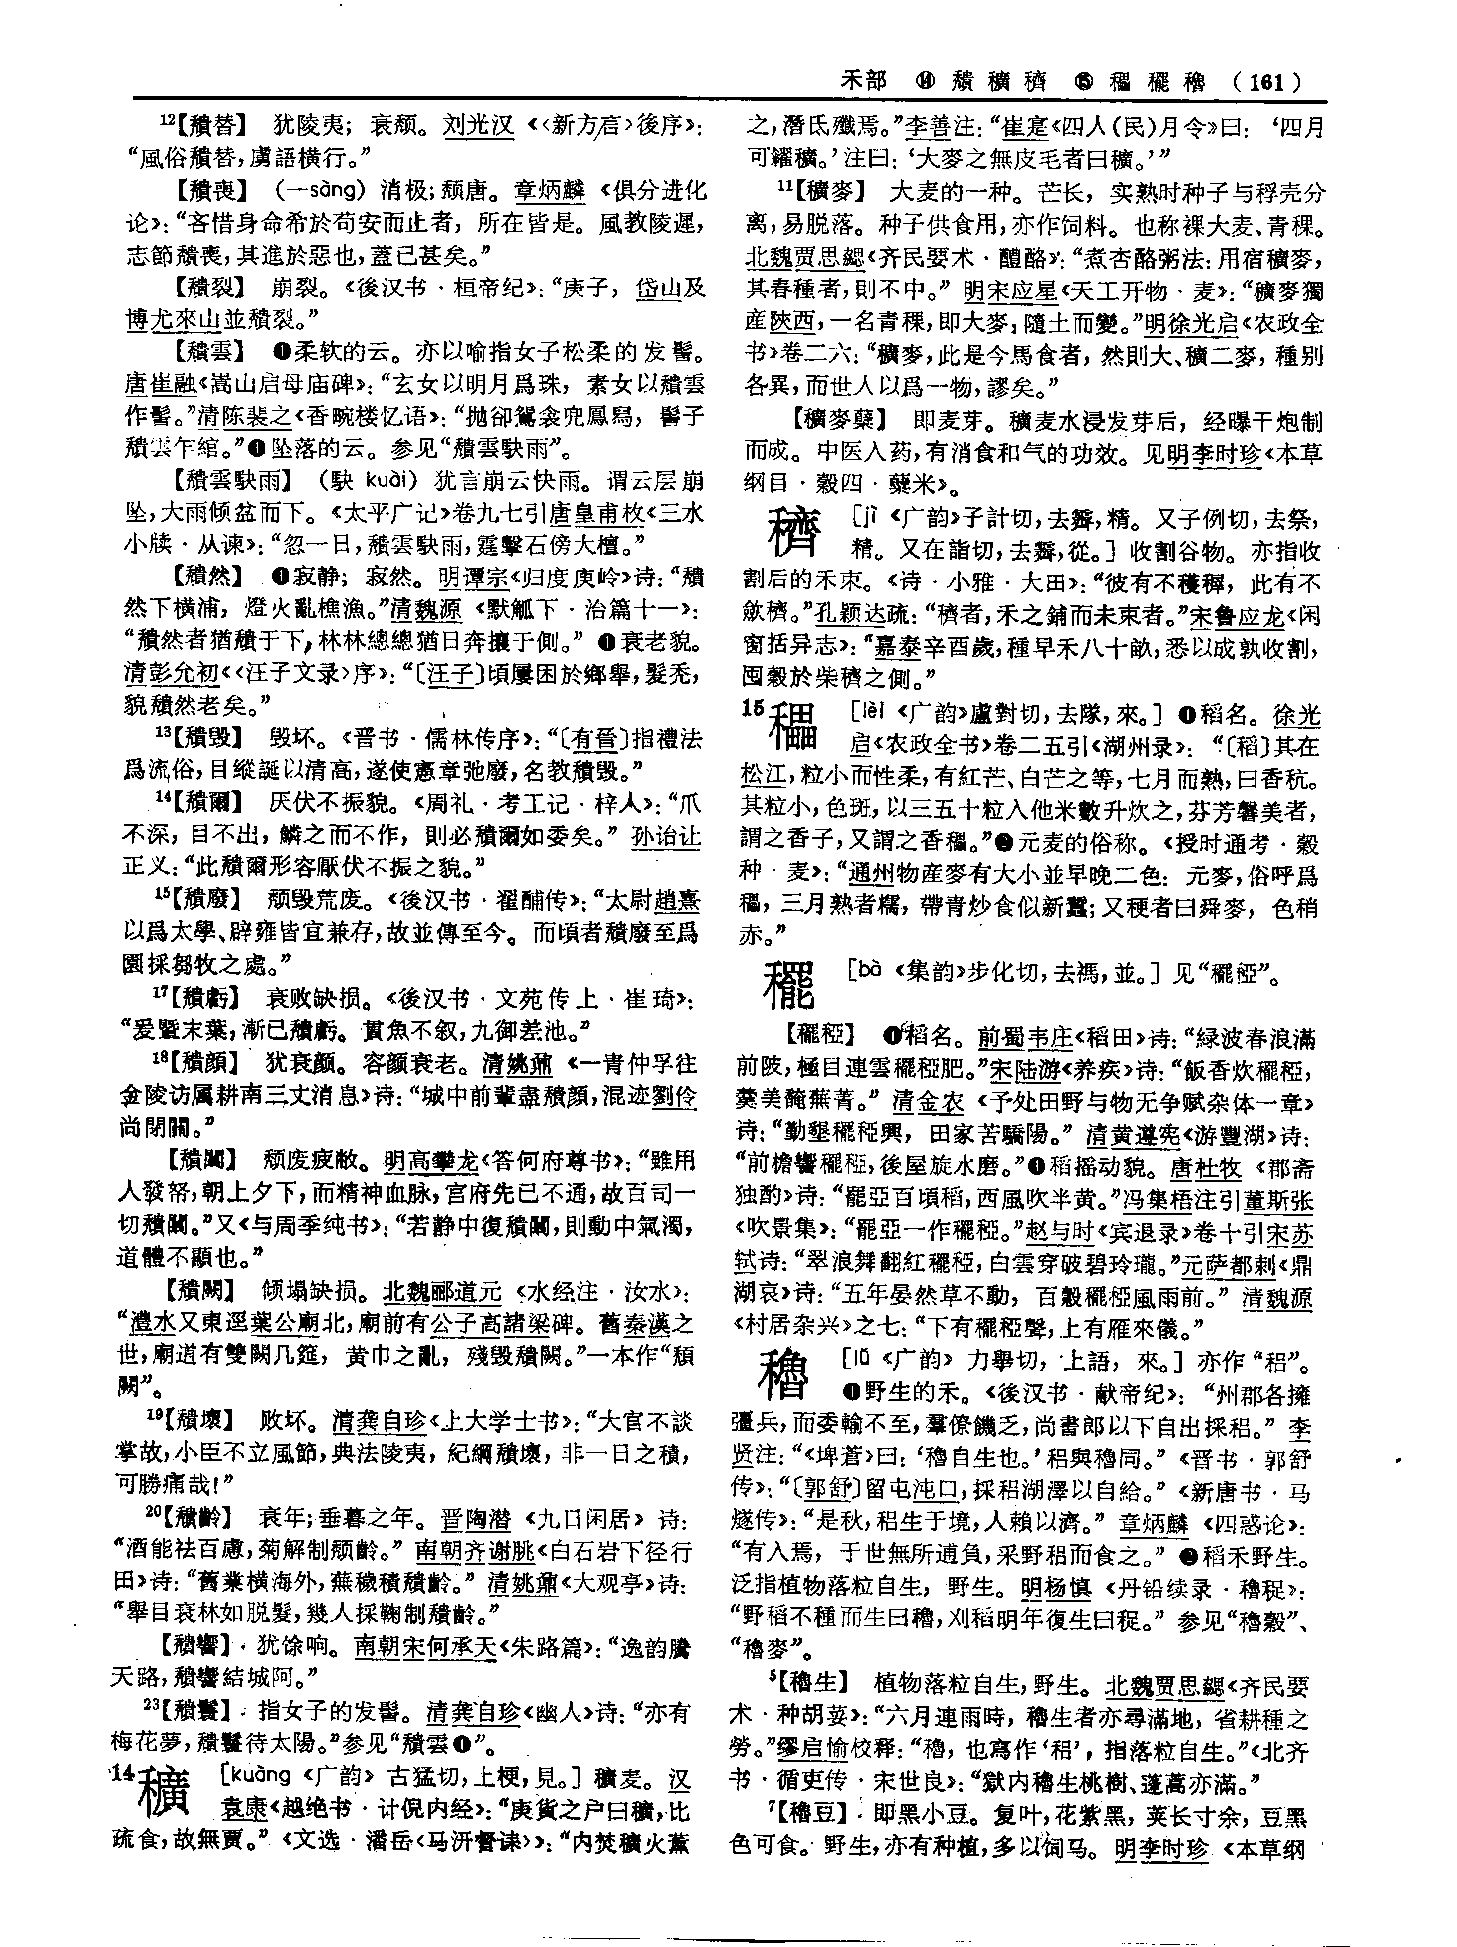 禾部　⑭ 穨穬穧　⑮ 䆀䆉穭　(161)
12【穨替】　犹陵夷；衰颓。刘光汉《〈新方言〉後序》：
“風俗穨替，虜語横行。”
【穨喪】（—sàng）消极；颓唐。章炳麟《俱分进化
论》：“吝惜身命希於苟安而止者，所在皆是。風教陵遲，
志節穨喪，其進於惡也，蓋已甚矣。”
【穨裂】　崩裂。《後汉书·桓帝纪》：“庚子，岱山及
博尤來山並穨裂。”
【穨雲】　❶柔软的云。亦以喻指女子松柔的发髻。
唐崔融《嵩山启母庙碑》：“玄女以明月爲珠，素女以穨雲
作髻。”清陈裴之《香畹楼忆语》：“抛卻鴛衾兜鳳舄，髻子
穨雲乍綰。”❶坠落的云。参见“穨雲駃雨”。
【穨雲駃雨】（駃 kuài）犹言崩云快雨。谓云层崩
坠，大雨倾盆而下。《太平广记》卷九七引唐皇甫枚《三水
小牍·从谏》：“忽一日，穨雲駃雨，霆擊石傍大檀。”
【穨然】　❶寂静；寂然。明谭宗《归度庾岭》诗：“穨
然下横浦，燈火亂樵漁。”清魏源《默觚下·治篇十一》：
“穨然者猶穨于下，林林總總猶日奔攘于側。”❶衰老貌。
清彭允初《〈汪子文录〉序》：“〔汪子〕頃屢困於鄉舉，髮秃，
貌穨然老矣。”
13【穨毁】　毁坏。《晋书·儒林传序》：“〔有晉〕指禮法
爲流俗，目縱誕以清高，遂使憲章弛廢，名教穨毁。”
14【穨爾】　厌伏不振貌。《周礼·考工记·梓人》：“爪
不深，目不出，鱗之而不作，則必穨爾如委矣。”孙诒让
正义：“此穨爾形容厭伏不振之貌。”
15【穨廢】　颓毁荒废。《後汉书·翟酺传》：“太尉趙熹
以爲太學、辟雍皆宜兼存，故並傳至今。而頃者穨廢至爲
園採芻牧之處。”
17【穨虧】　衰败缺损。《後汉书·文苑传上·崔琦》：
“爰暨末葉，漸已穨虧。貫魚不叙，九御差池。”
18【穨顔】　犹衰颜。容颜衰老。清姚鼐《一青仲孚往
金陵访属耕南三丈消息》诗：“城中前輩盡穨顔，混迹劉伶
尚閉關。”
【穨闒】　颓废疲敝。明高攀龙《答何府尊书》：“雖用
人發帑，朝上夕下，而精神血脉，宫府先已不通，故百司一
切穨闒。”又《与周季纯书》：“若静中復穨闒，則動中氣濁，
道體不顯也。”
【穨闕】　倾塌缺损。北魏郦道元《水经注·汝水》：
“澧水又東逕葉公廟北，廟前有公子高諸梁碑。舊秦漢之
世，廟道有雙闕几筵，黄巾之亂，殘毁穨闕。”一本作“頹
闕”。
19【穨壞】　败坏。清龚自珍《上大学士书》：“大官不談
掌故，小臣不立風節，典法陵夷，紀綱穨壞，非一日之積，
可勝痛哉！”
20【穨齡】　衰年；垂暮之年。晋陶潜《九日闲居》诗：
“酒能祛百慮，菊解制頹齡。”南朝齐谢朓《白石岩下径行
田》诗：“舊業横海外，蕪穢積穨齡。”清姚鼐《大观亭》诗：
“舉目衰林如脱髮，幾人採鞠制穨齡。”
【穨響】　犹馀响。南朝宋何承天《朱路篇》：“逸韵騰
天路，穨響結城阿。”
23【穨鬟】　指女子的发髻。清龚自珍《幽人》诗：“亦有
梅花夢，穨鬟待太陽。”参见“穨雲❶”。
14穬　[kuàng《广韵》古猛切，上梗，見。]穬麦。汉
袁康《越绝书·计倪内经》：“庚貨之户曰穬，比
疏食，故無賈。”《文选·潘岳〈马汧督诔〉》：“内焚穬火薰
之，潛氐殲焉。”李善注：“崔寔《四人(民)月令》曰：‘四月
可糴穬。’注曰：‘大麥之無皮毛者曰穬。’”
11【穬麥】　大麦的一种。芒长，实熟时种子与稃壳分
离，易脱落。种子供食用，亦作饲料。也称裸大麦、青稞。
北魏贾思勰《齐民要术·醴酪》：“煮杏酪粥法：用宿穬麥，
其春種者，則不中。”明宋应星《天工开物·麦》：“穬麥獨
産陝西，一名青稞，即大麥，隨土而變。”明徐光启《农政全
书》卷二六：“穬麥，此是今馬食者，然則大、穬二麥，種别
各異，而世人以爲一物，謬矣。”
【穬麥糱】　即麦芽。穬麦水浸发芽后，经曝干炮制
而成。中医入药，有消食和气的功效。见明李时珍《本草
纲目·穀四·糱米》。
穧　[jì《广韵》子計切，去霽，精。又子例切，去祭，
精。又在詣切，去霽，從。]收割谷物。亦指收
割后的禾束。《诗·小雅·大田》：“彼有不穫稺，此有不
斂穧。”孔颖达疏：“穧者，禾之鋪而未束者。”宋鲁应龙《闲
窗括异志》：“嘉泰辛酉歲，種早禾八十畝，悉以成孰收割，
囤穀於柴穧之側。”
15䆀　[lèi《广韵》盧對切，去隊，來。]❶稻名。徐光
启《农政全书》卷二五引《湖州录》：“〔稻〕其在
松江，粒小而性柔，有紅芒、白芒之等，七月而熟，曰香秔。
其粒小，色斑，以三五十粒入他米數升炊之，芬芳馨美者，
謂之香子，又謂之香䆀。”❷元麦的俗称。《授时通考·穀
种·麦》：“通州物産麥有大小並早晚二色：元麥，俗呼爲
䆀，三月熟者糯，帶青炒食似新蠶；又稉者曰舜麥，色稍
赤。”
䆉　[bà《集韵》步化切，去禡，並。]见“䆉稏”。
【䆉稏】　❶稻名。前蜀韦庄《稻田》诗：“緑波春浪滿
前陂，極目連雲䆉稏肥。”宋陆游《养疾》诗：“飯香炊䆉稏，
羹美醃蕪菁。”清金农《予处田野与物无争赋杂体一章》
诗：“勤墾䆉稏興，田家苦驕陽。”清黄遵宪《游豐湖》诗：
“前檐響䆉稏，後屋旋水磨。”❶稻摇动貌。唐杜牧《郡斋
独酌》诗：“罷亞百頃稻，西風吹半黄。”冯集梧注引董斯张
《吹景集》：“罷亞一作䆉稏。”赵与时《宾退录》卷十引宋苏
轼诗：“翠浪舞翻紅䆉稏，白雲穿破碧玲瓏。”元萨都剌《鼎
湖哀》诗：“五年晏然草不動，百穀䆉稏風雨前。”清魏源
《村居杂兴》之七：“下有䆉稏聲，上有雁來儀。”
穭　[lǔ《广韵》力舉切，上語，來。]亦作“稆”。
❶野生的禾。《後汉书·献帝纪》：“州郡各擁
彊兵，而委輸不至，羣僚饑乏，尚書郎以下自出採稆。”李
贤注：“《埤蒼》曰：‘穭自生也。’稆與穭同。”《晋书·郭舒
传》：“〔郭舒〕留屯沌口，採稆湖澤以自給。”《新唐书·马
燧传》：“是秋，稆生于境，人賴以濟。”章炳麟《四惑论》：
“有入焉，于世無所逋負，采野稆而食之。”❷稻禾野生。
泛指植物落粒自生，野生。明杨慎《丹铅续录·穭稅》：
“野稻不種而生曰穭，刈稻明年復生曰稅。”参见“穭穀”、
“穭麥”。
5【穭生】　植物落粒自生，野生。北魏贾思勰《齐民要
术·种胡荽》：“六月連雨時，穭生者亦尋滿地，省耕種之
勞。”缪启愉校释：“穭，也寫作‘稆’，指落粒自生。”《北齐
书·循吏传·宋世良》：“獄内穭生桃樹、蓬蒿亦滿。”
7【穭豆】　即黑小豆。复叶，花紫黑，荚长寸余，豆黑
色可食。野生，亦有种植，多以饲马。明李时珍《本草纲